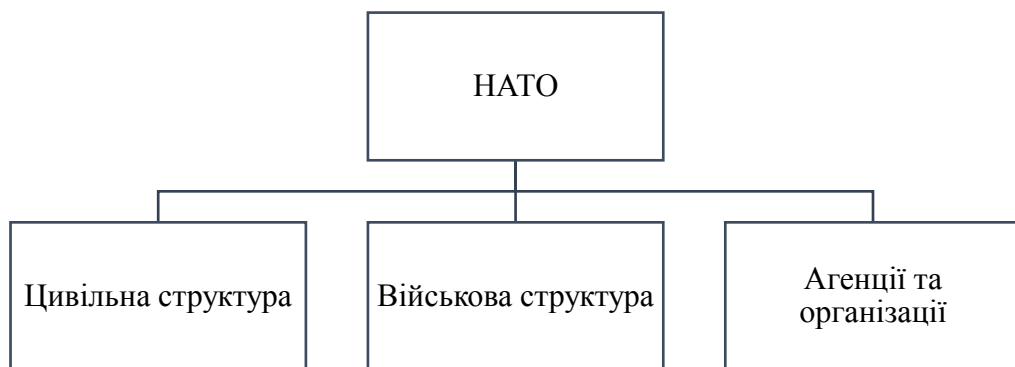 НАТО
Цивільна структура
Військова структура
Агенції та
організації